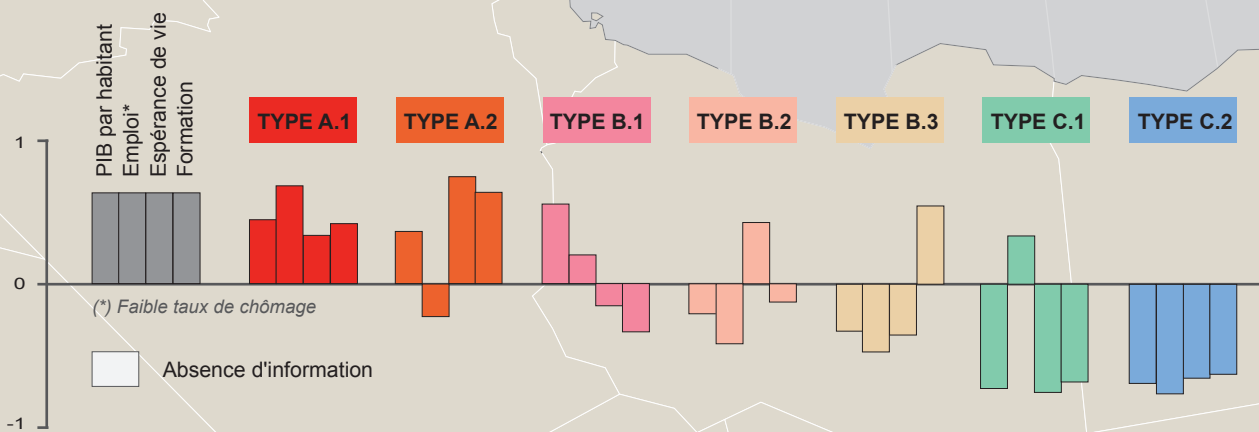 PIB par habitant
Emploi*
Espérance de vie
Formation
TYPE A.1
TYPE A.2
TYPE B.1
TYPE B.2
TYPE B.3
TYPE C.1
TYPE C.2
1
0
-1
(*) Faible taux de chômage
Absence d'information